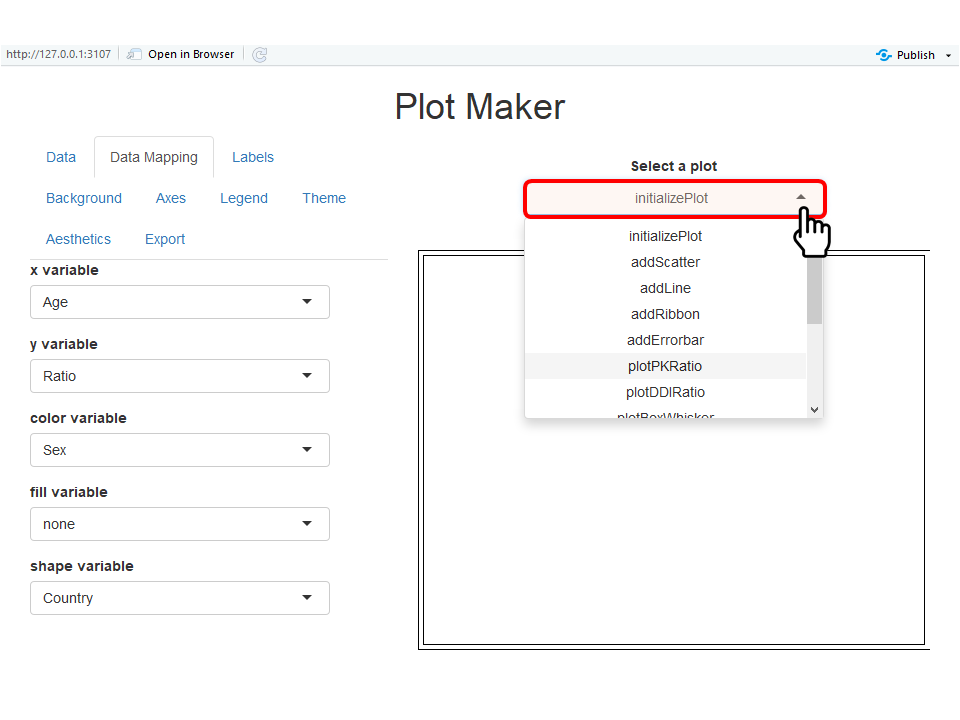 http://127.0.0.1:3107 Open in Browser Publish
Plot Maker
Data Data Mapping Labels
Background Axes Legend Theme
Aesthetics Export
x variable
Age
y variable
Ratio
color variable
Sex
fill variable
none
shape variable
Country
Select a plot
initializePlot
initializePlot
addScatter
addLine
addRibbon
addErrorbar
plotPKRatio
plotDDIRatio
plotBoxWhisker